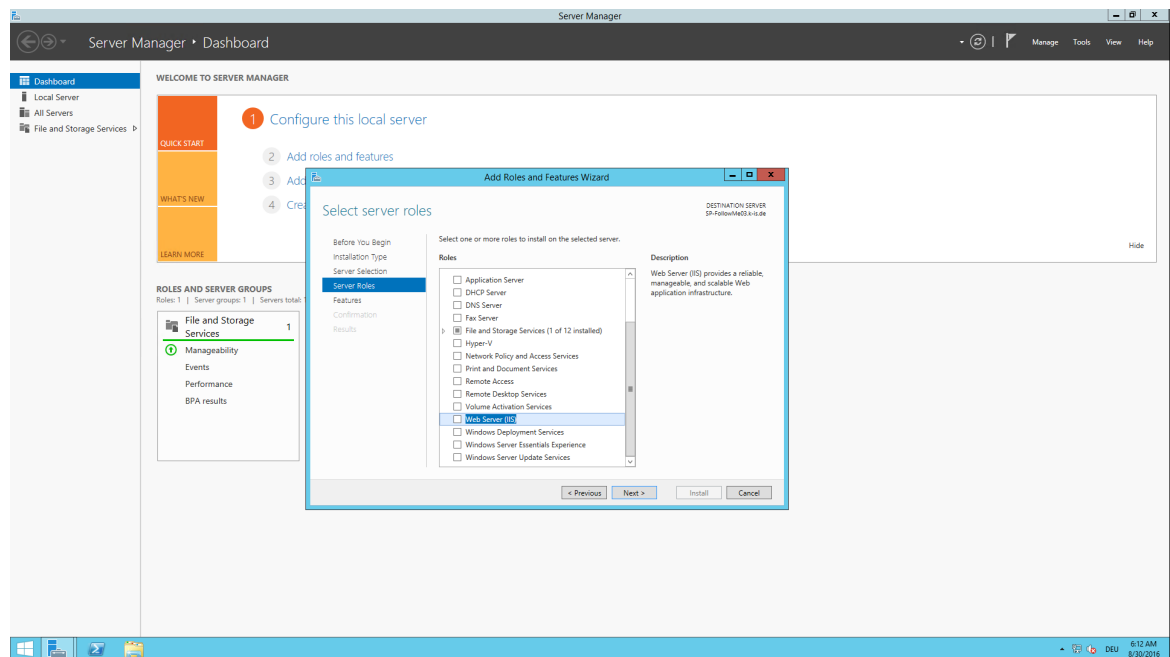 Server Manager
Server Manager • Dashboard
Manage Tools View Help
Dashboard
Local Server
All Servers
File and Storage Services
WELCOME TO SERVER MANAGER
QUICK START
WHAT'S NEW
LEARN MORE
1 Configure this local server
2 Add roles and features
3 Add
4 Crea
Hide
ROLES AND SERVER GROUPS
Roles: 1 | Server groups: 1 | Servers total: 1
File and Storage
Services
1
Manageability
Events
Performance
BPA results
Add Roles and Features Wizard
Select server roles
DESTINATION SERVER
SP-FollowMe03.k-is.de
Before You Begin
Installation Type
Server Selection
Server Roles
Features
Confirmation
Results
Select one or more roles to install on the selected server.
Roles
Application Server
DHCP Server
DNS Server
Fax Server
File and Storage Services (1 of 12 installed)
Hyper-V
Network Policy and Access Services
Print and Document Services
Remote Access
Remote Desktop Services
Volume Activation Services
Web Server (IIS)
Windows Deployment Services
Windows Server Essentials Experience
Windows Server Update Services
Description
Web Server (IIS) provides a reliable,
manageable, and scalable Web
application infrastructure.
< Previous Next > Install Cancel
DEU
6:12 AM
8/30/2016